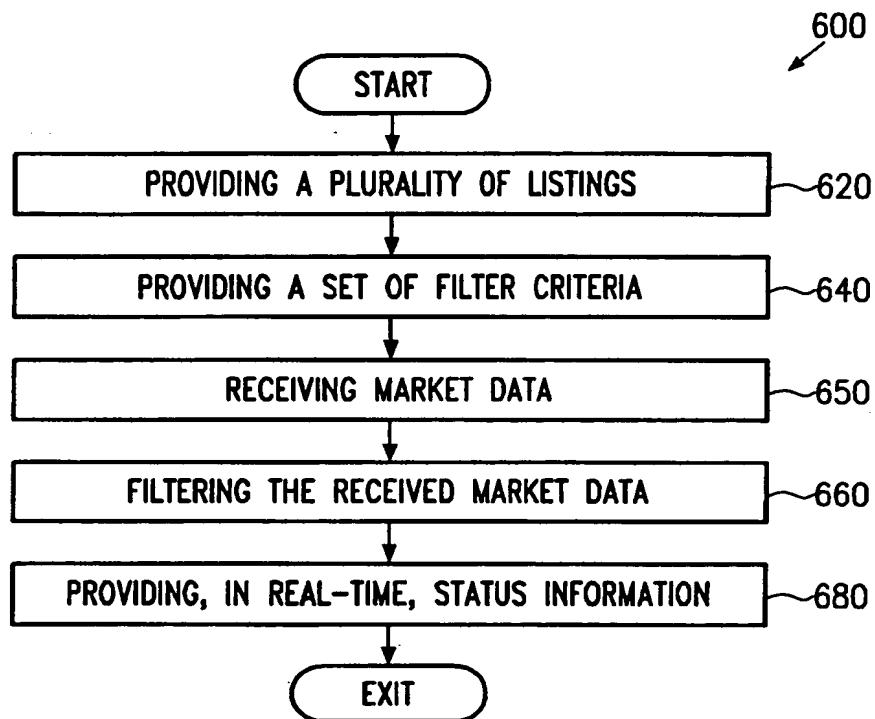 600
START
PROVIDING A PLURALITY OF LISTINGS 620
PROVIDING A SET OF FILTER CRITERIA 640
RECEIVING MARKET DATA 650
FILTERING THE RECEIVED MARKET DATA 660
PROVIDING, IN REAL-TIME, STATUS INFORMATION 680
EXIT